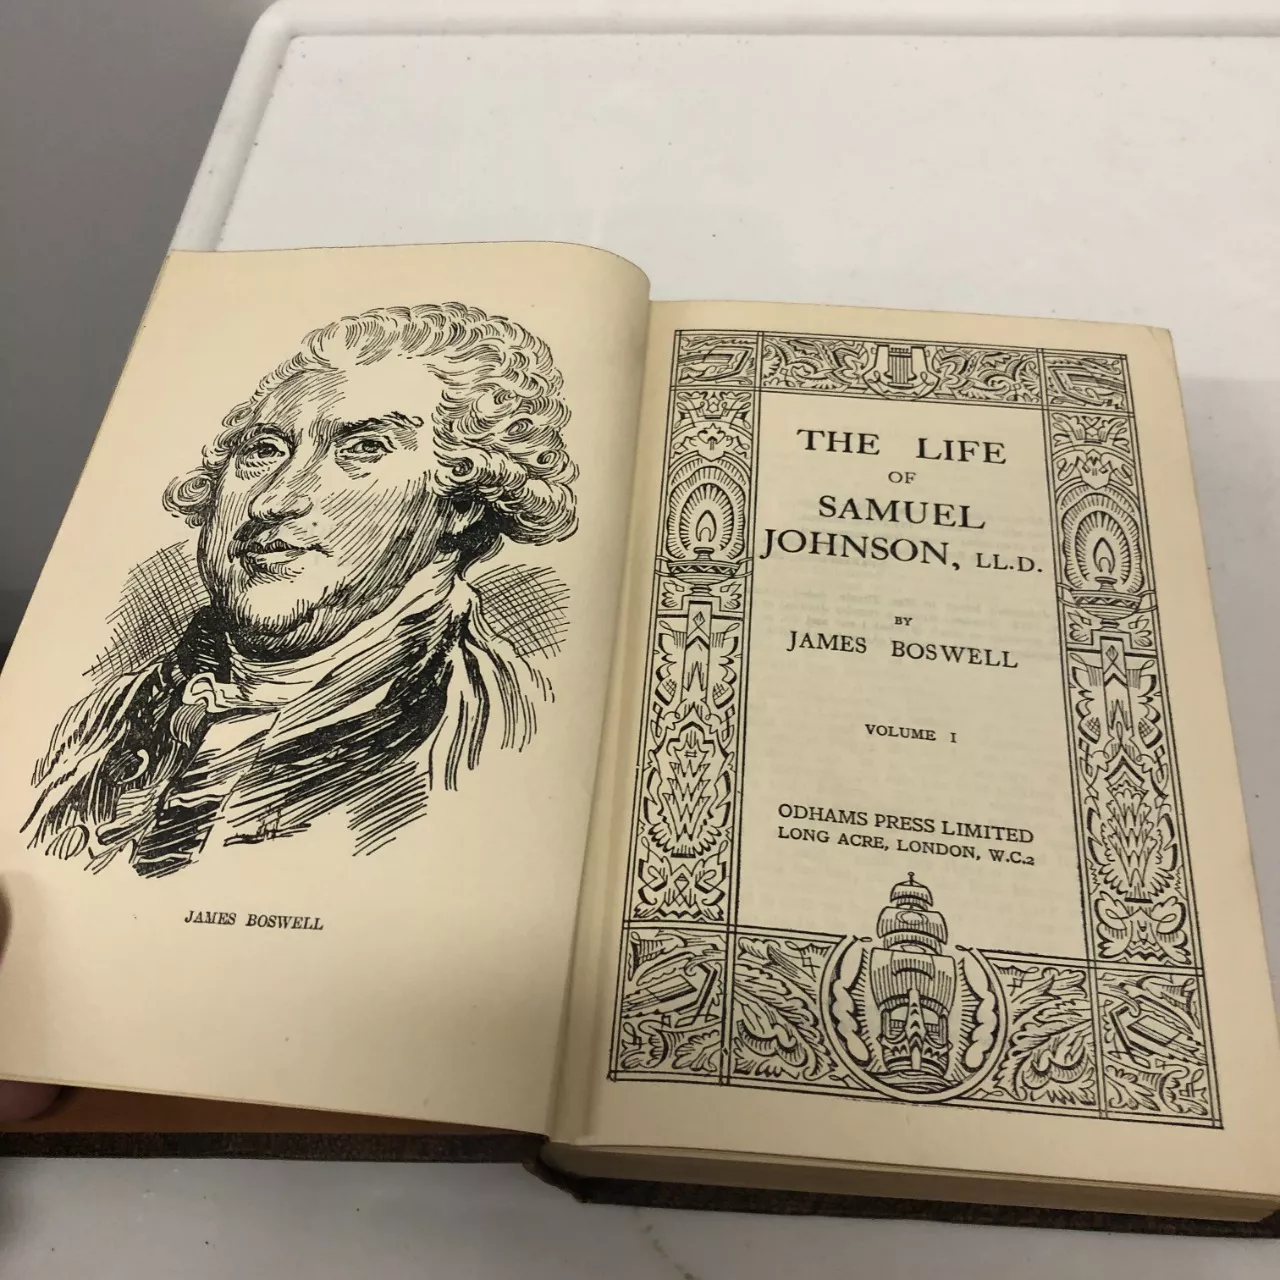 JAMES BOSWELL
THE LIFE
OF
SAMUEL
JOHNSON, LL.D.
BY
JAMES BOSWELL
VOLUME I
ODHAMS PRESS LIMITED
LONG ACRE, LONDON, W.C.2